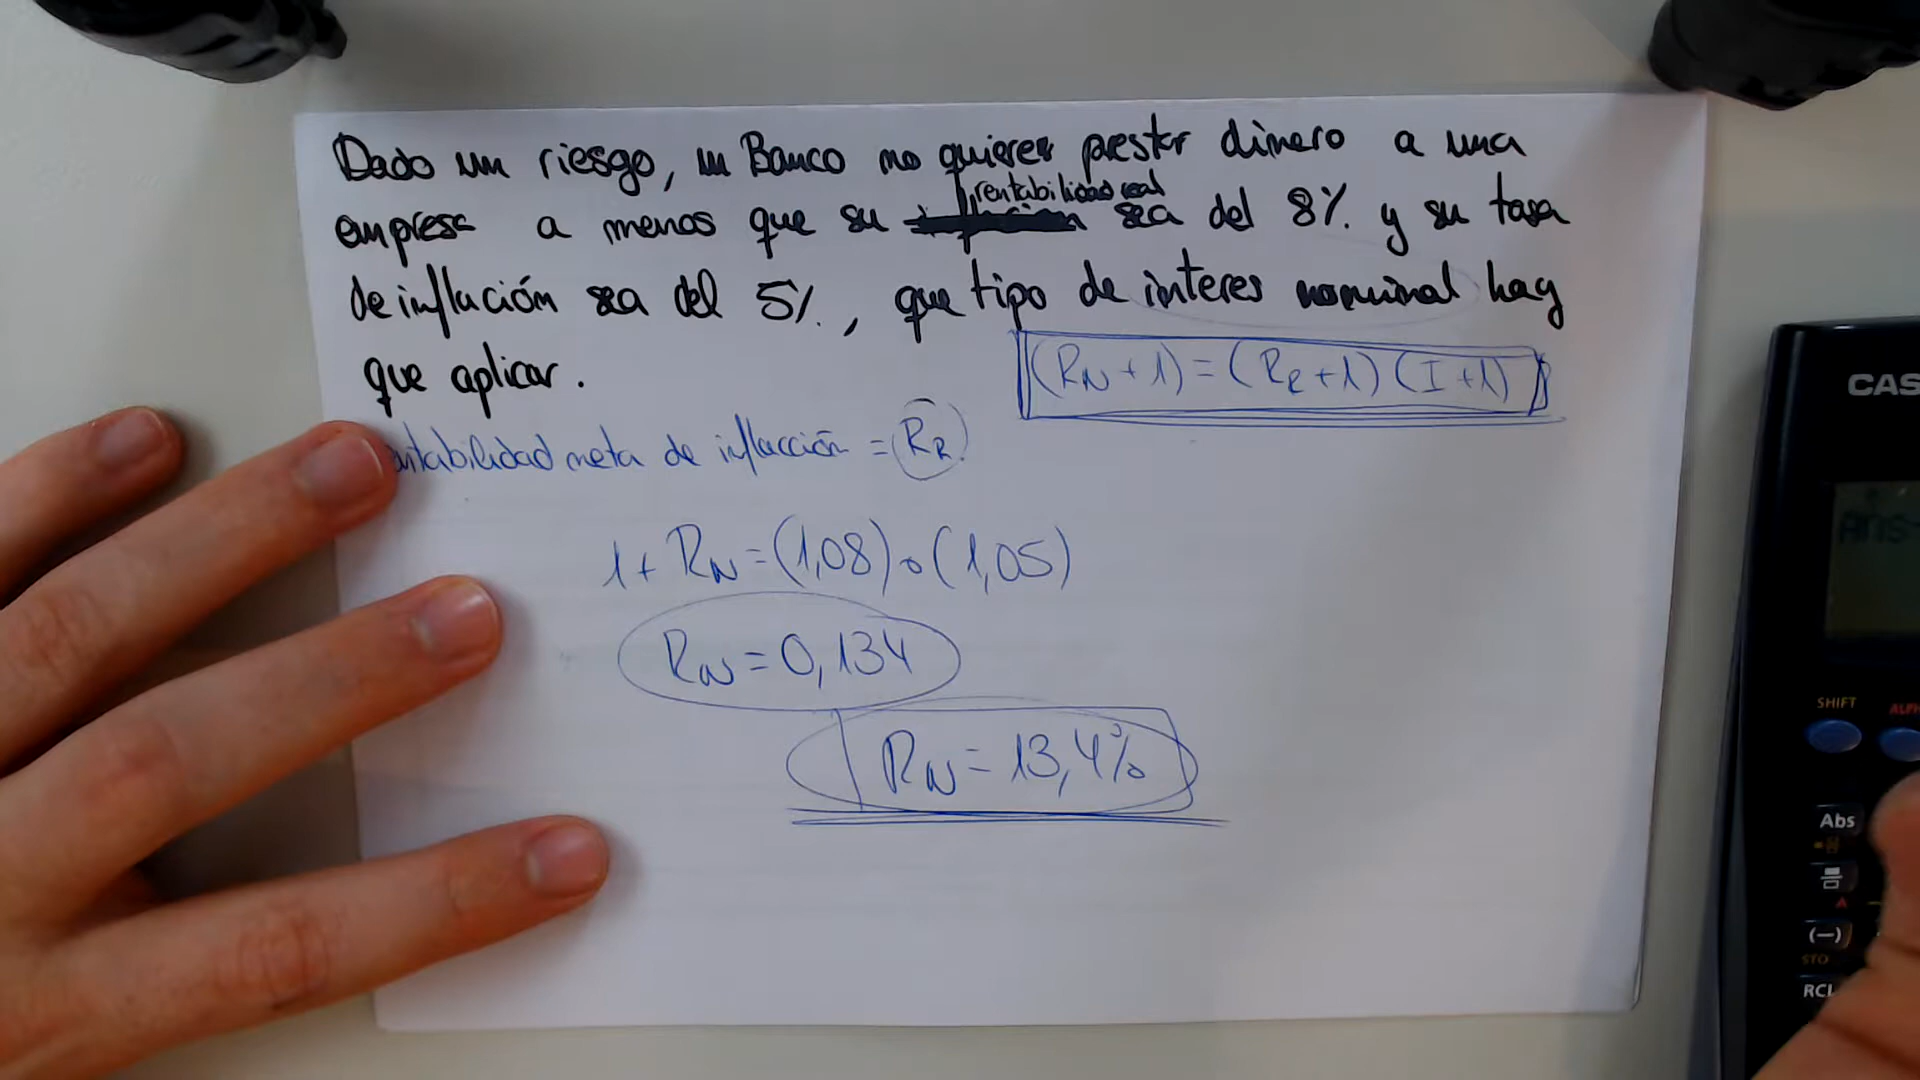 Dado un riesgo, un Banco no quieren prestar dinero a una
rentabilidad real
empresa a menos que su sea del 8% y su tasa
de inflación sea del 5%, que tipo de interes nominal hay
que aplicar.
(RN + 1) = (RR + 1) (I + 1)
neta de inflacción = RR
1 + RN = (1,08) • (1,05)
RN = 0,134
RN = 13,4%
SHIFT
Abs
(−)
STO
RCL